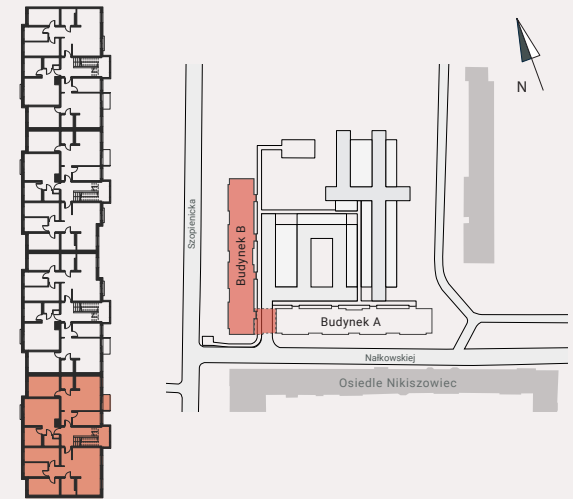 N
Szopienicka
Budynek B
Budynek A
Nałkowskiej
Osiedle Nikiszowiec